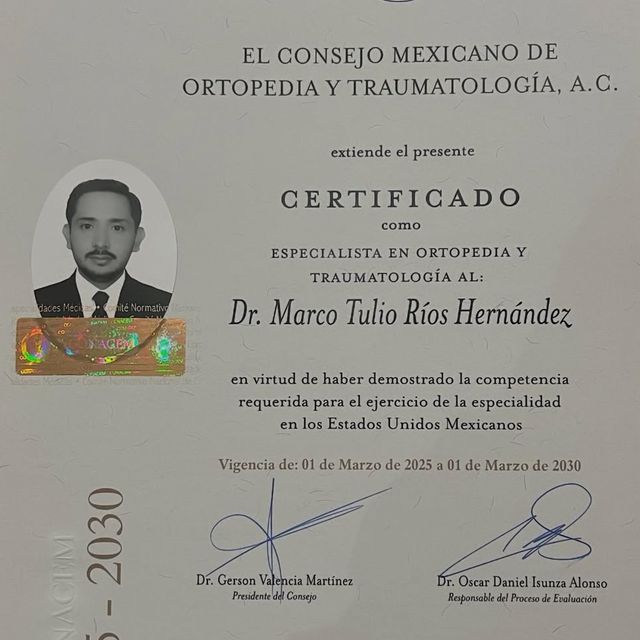 EL CONSEJO MEXICANO DE
ORTOPEDIA Y TRAUMATOLOGÍA, A.C.
extiende el presente
CERTIFICADO
como
ESPECIALISTA EN ORTOPEDIA Y
TRAUMATOLOGÍA AL:
Dr. Marco Tulio Ríos Hernández
en virtud de haber demostrado la competencia
requerida para el ejercicio de la especialidad
en los Estados Unidos Mexicanos
Vigencia de: 01 de Marzo de 2025 a 01 de Marzo de 2030
Dr. Gerson Valencia Martínez
Presidente del Consejo
Dr. Oscar Daniel Isunza Alonso
Responsable del Proceso de Evaluación
Comité Normativo
- 2030